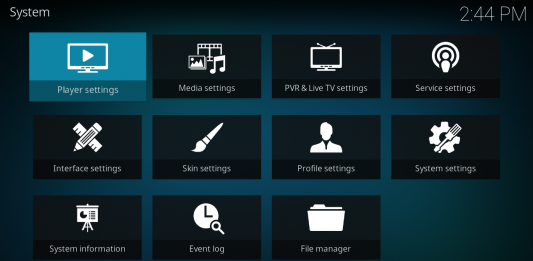 System
2:44 PM
Player settings
Media settings
PVR & Live TV settings
Service settings
Interface settings
Skin settings
Profile settings
System settings
System information
Event log
File manager